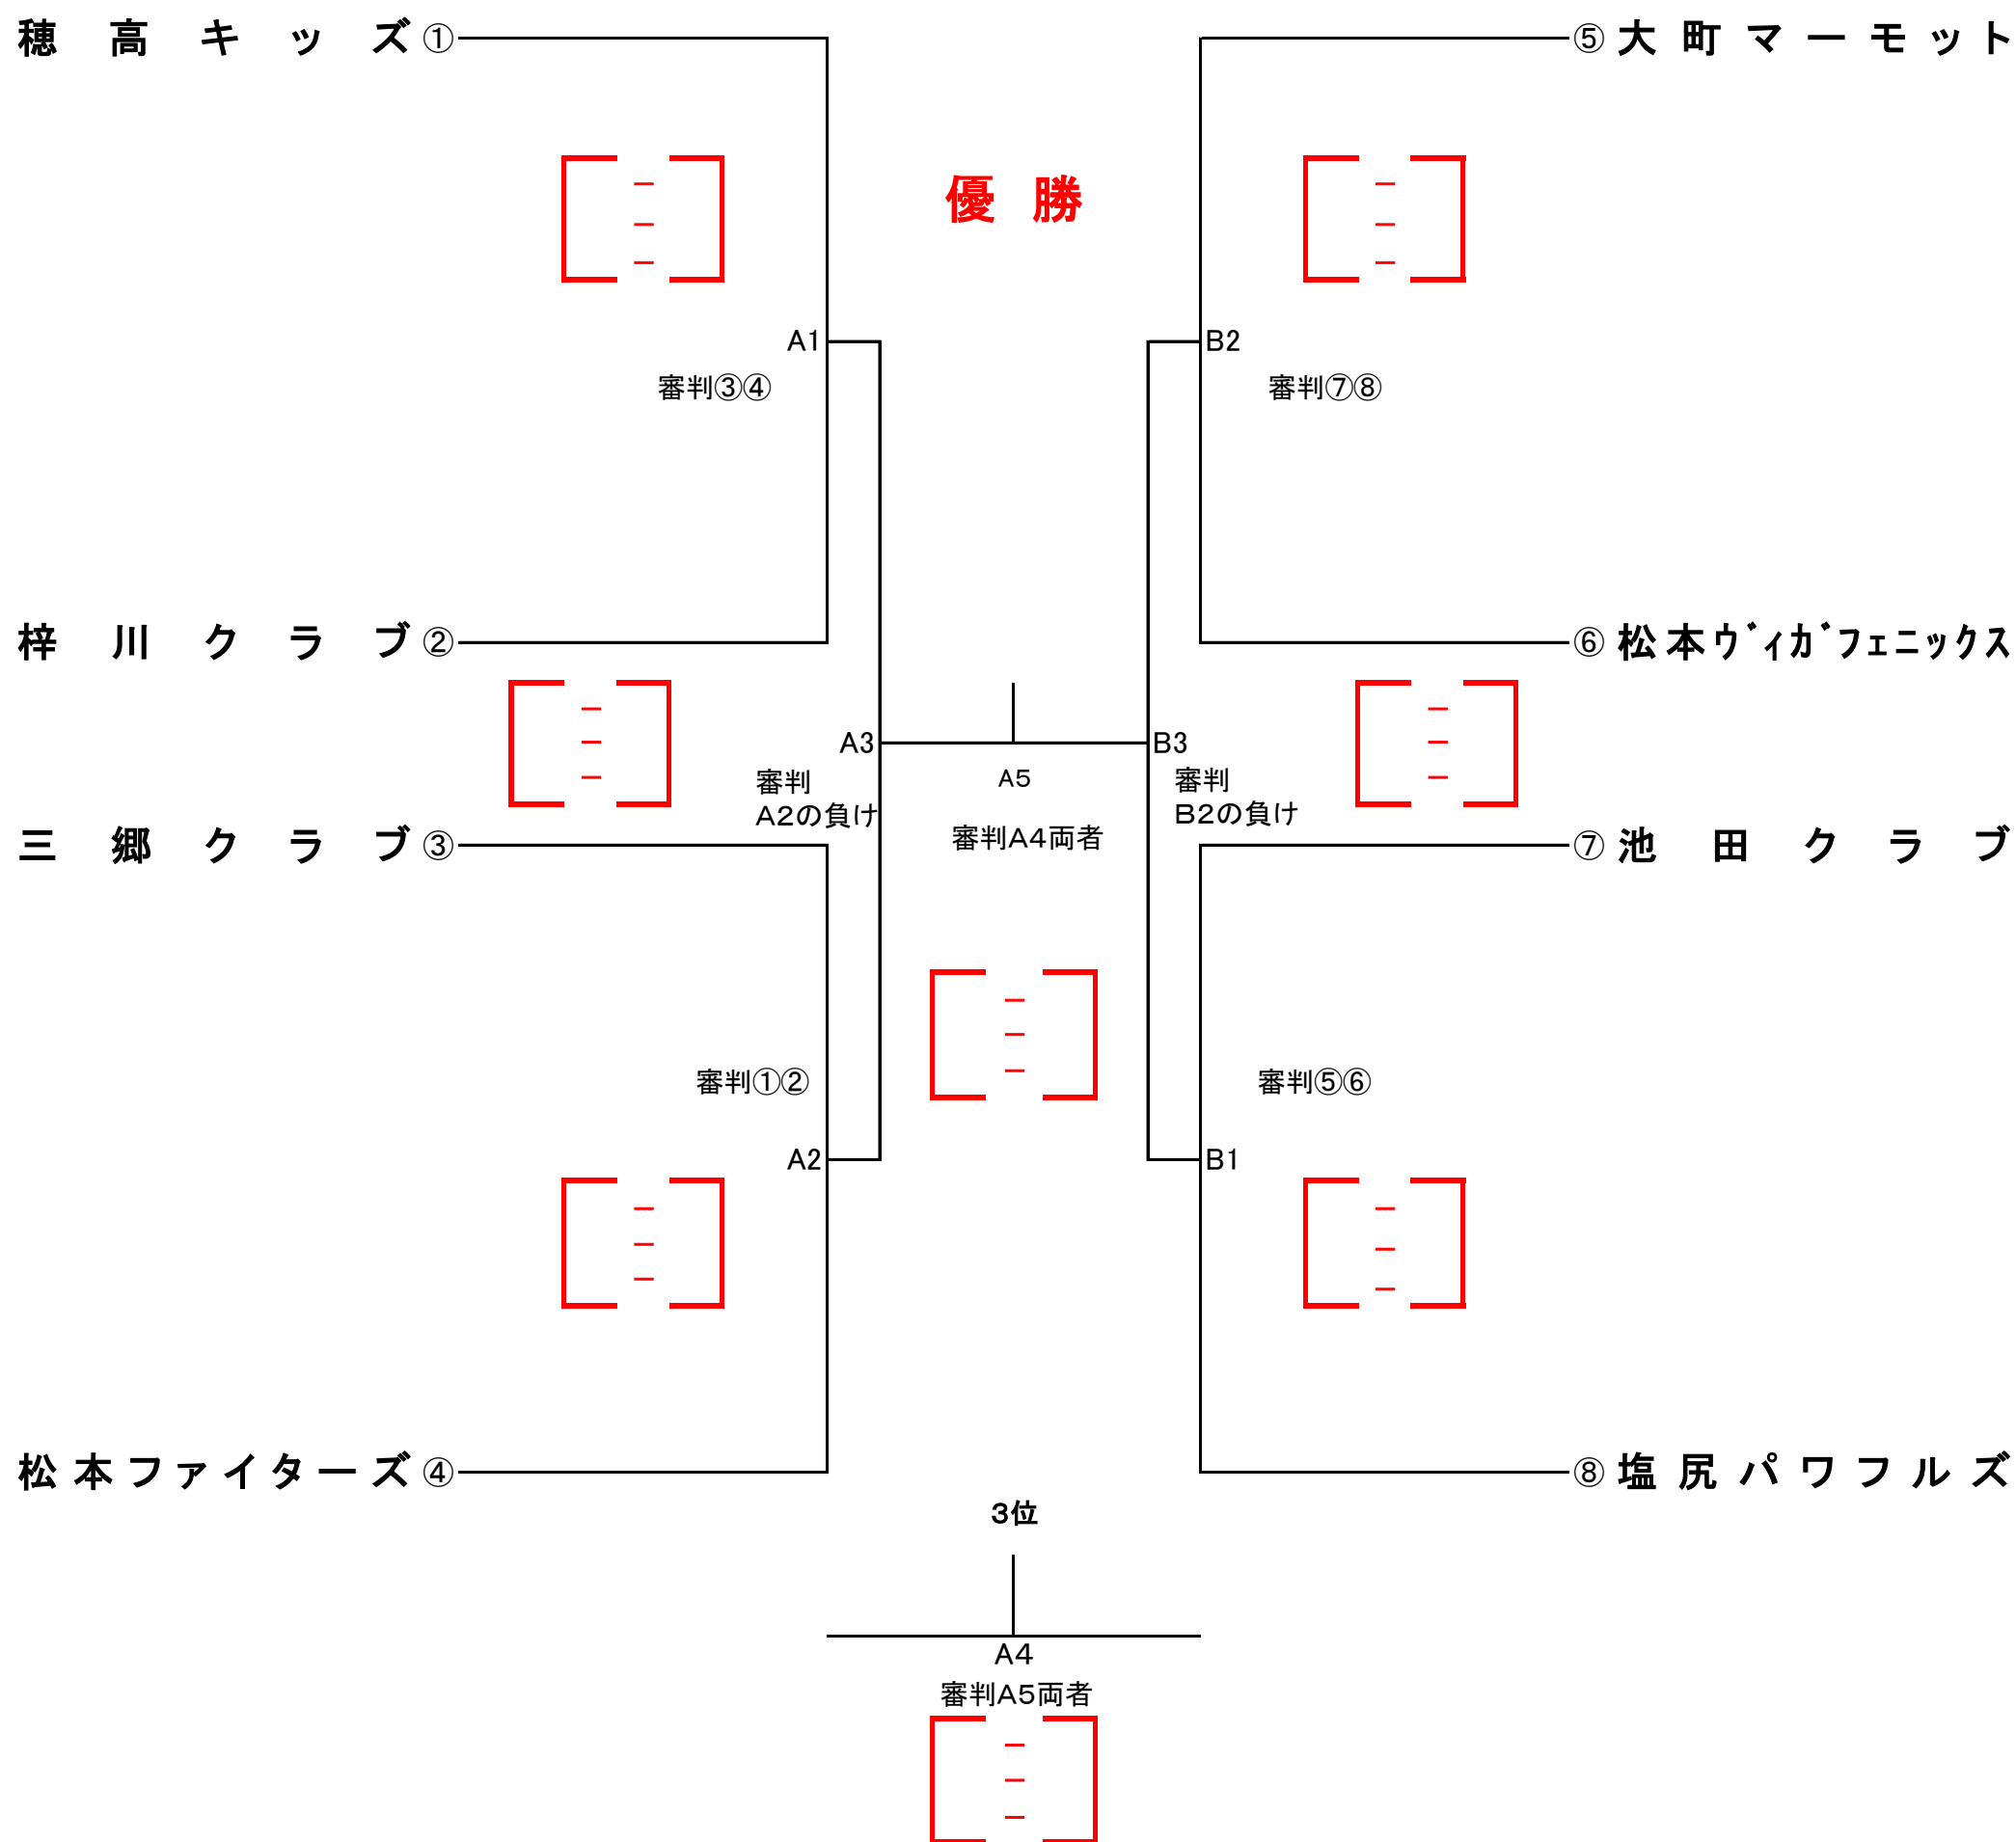 穂高キッズ①
⑤大町マーモット
優勝
A1
B2
審判③④
審判⑦⑧
梓川クラブ②
⑥松本ヴィガフェニックス
A3
B3
審判
A2の負け
A5
審判A4両者
審判
B2の負け
三郷クラブ③
⑦池田クラブ
審判①②
審判⑤⑥
A2
B1
松本ファイターズ④
⑧塩尻パワフルズ
3位
A4
審判A5両者